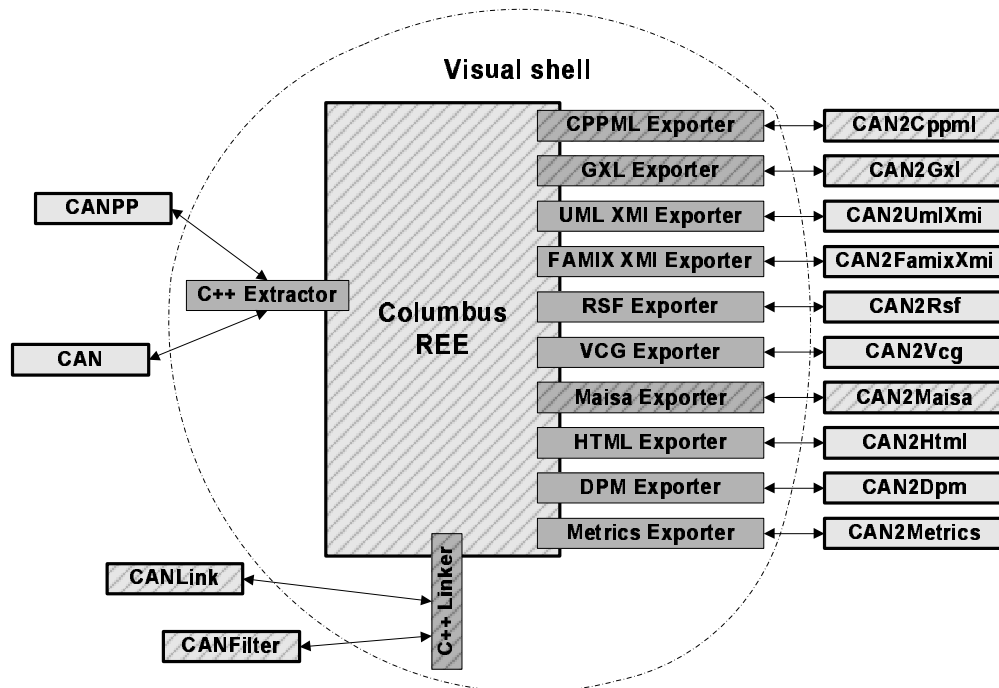 Visual shell
CPPML Exporter
CAN2Cppml
GXL Exporter
CAN2Gxl
CANPP
UML XMI Exporter
CAN2UmlXmi
FAMIX XMI Exporter
CAN2FamixXmi
C++ Extractor
Columbus
REE
RSF Exporter
CAN2Rsf
CAN
VCG Exporter
CAN2Vcg
Maisa Exporter
CAN2Maisa
HTML Exporter
CAN2Html
DPM Exporter
CAN2Dpm
Metrics Exporter
CAN2Metrics
CANLink
C++ Linker
CANFilter